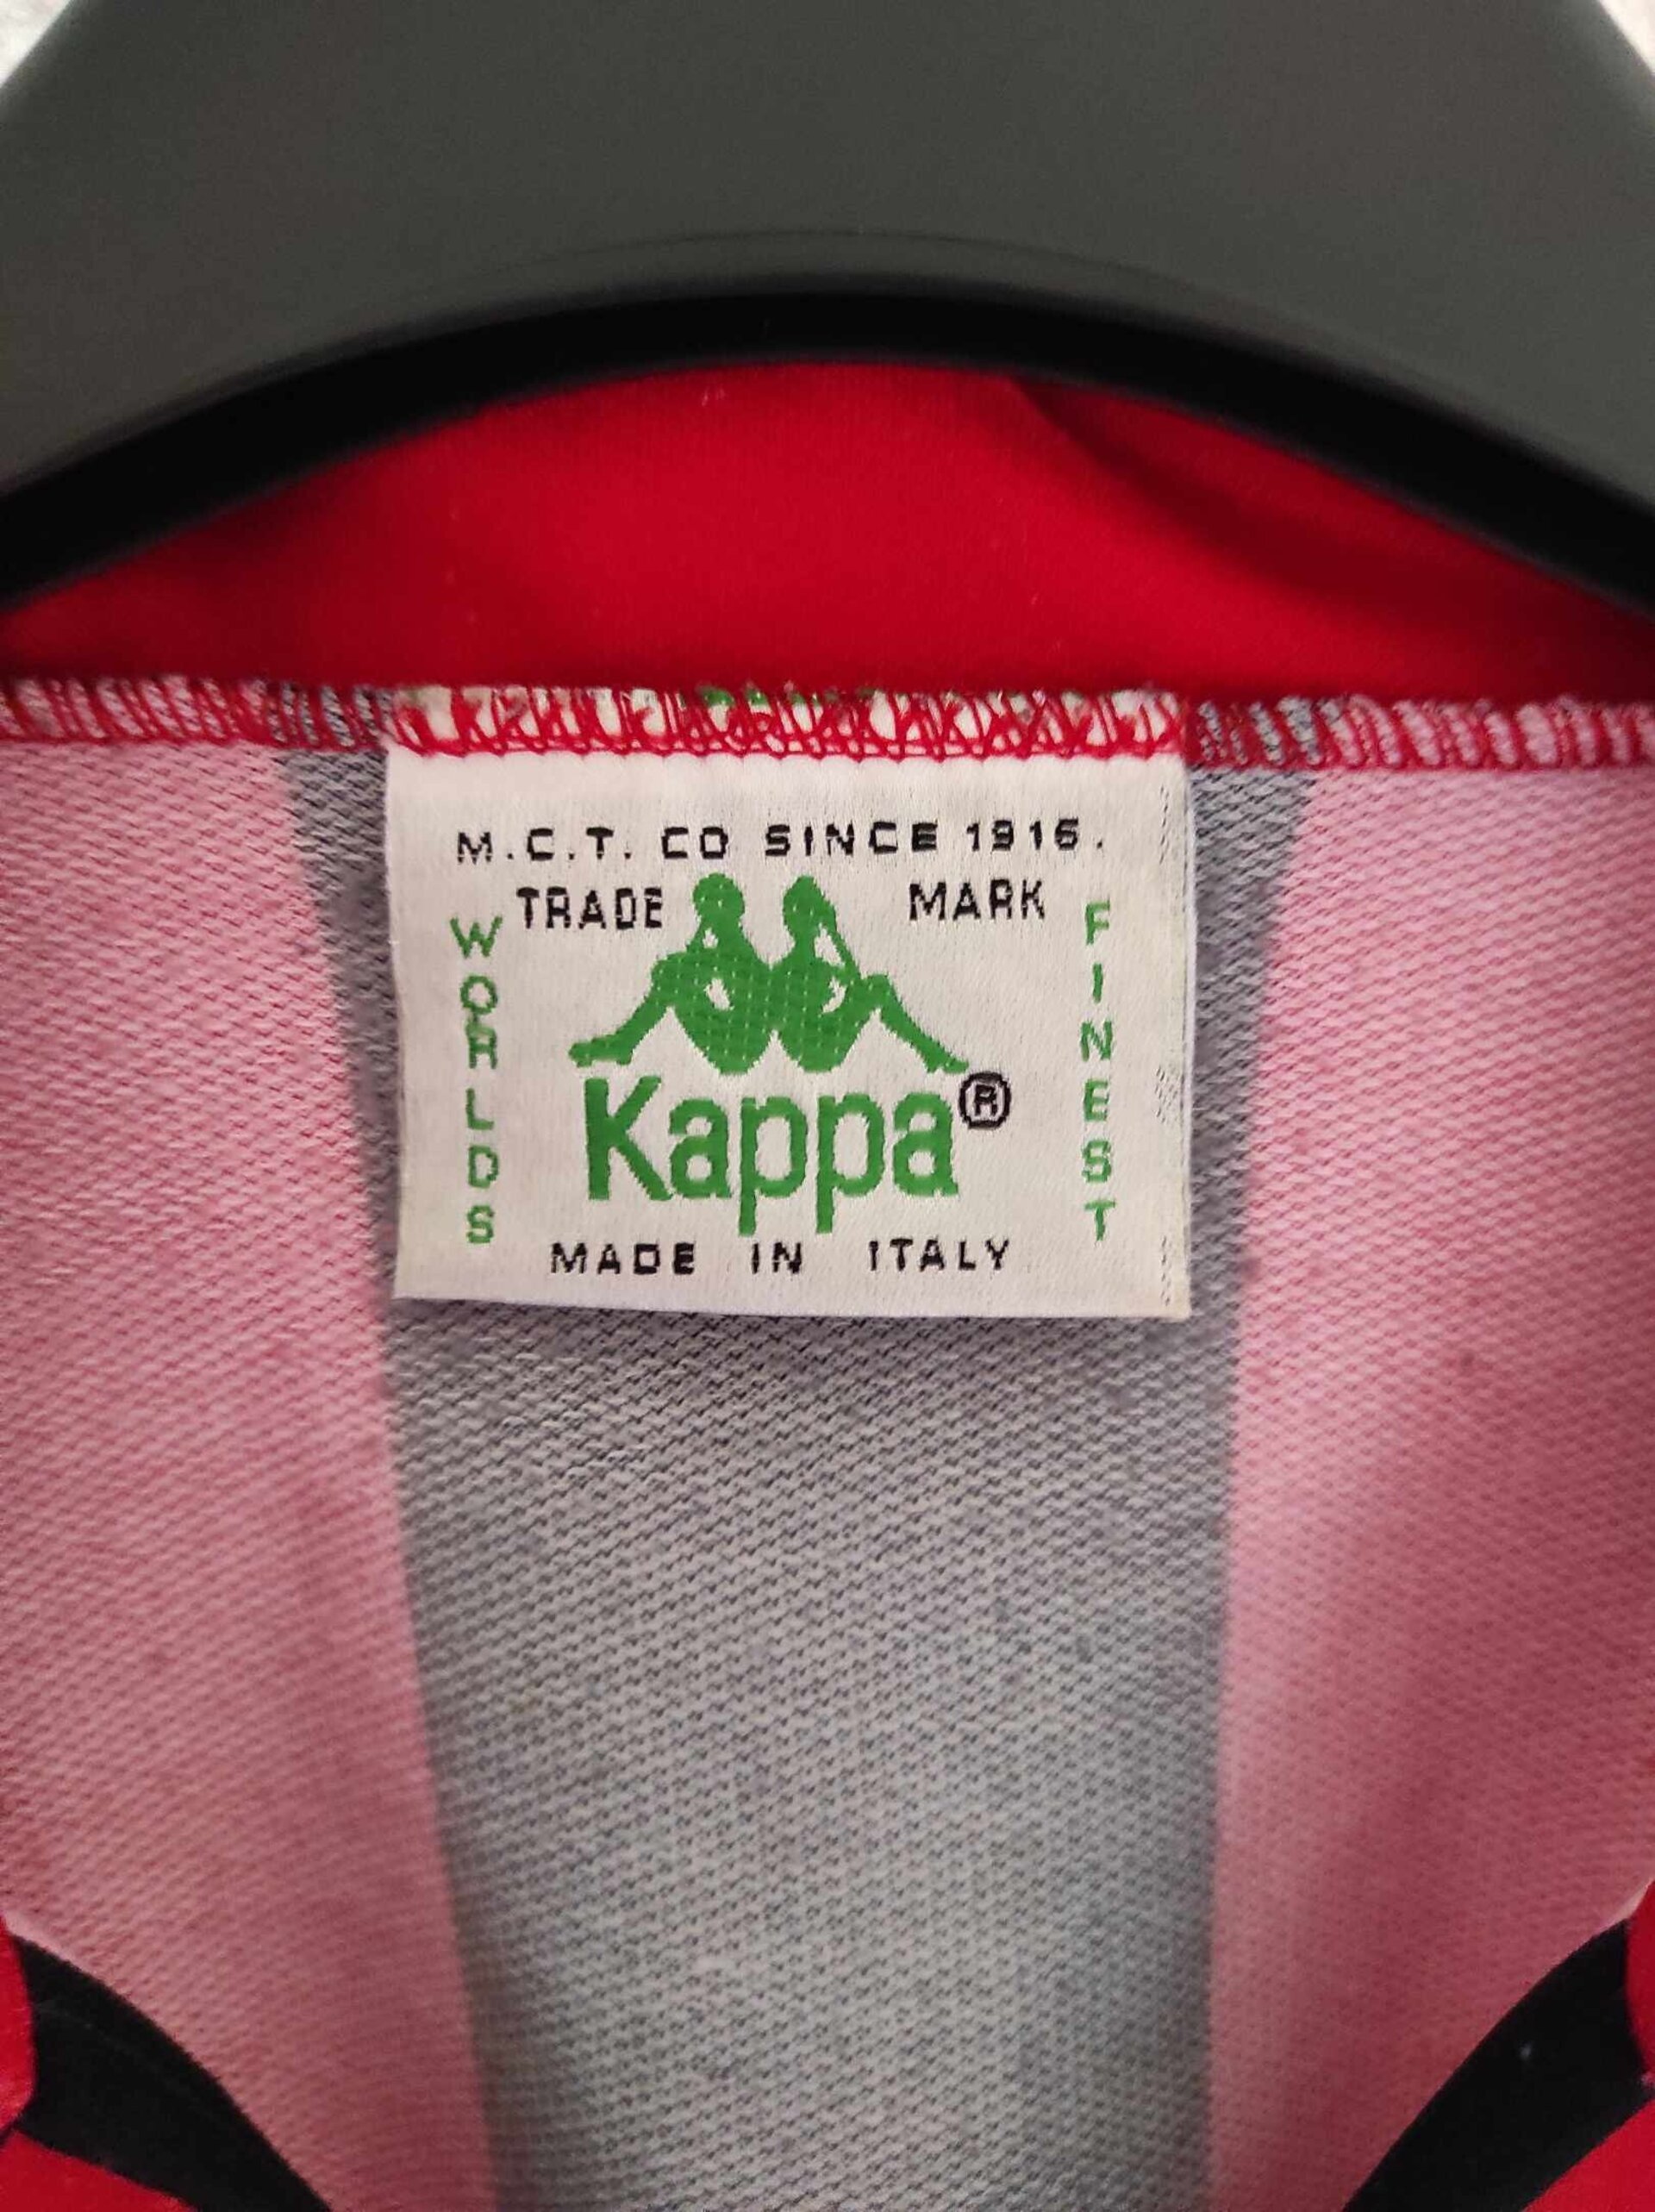 M.C.T. CO SINCE 1916.
TRADE MARK
WORLDS
FINEST
Kappa®
MADE IN ITALY